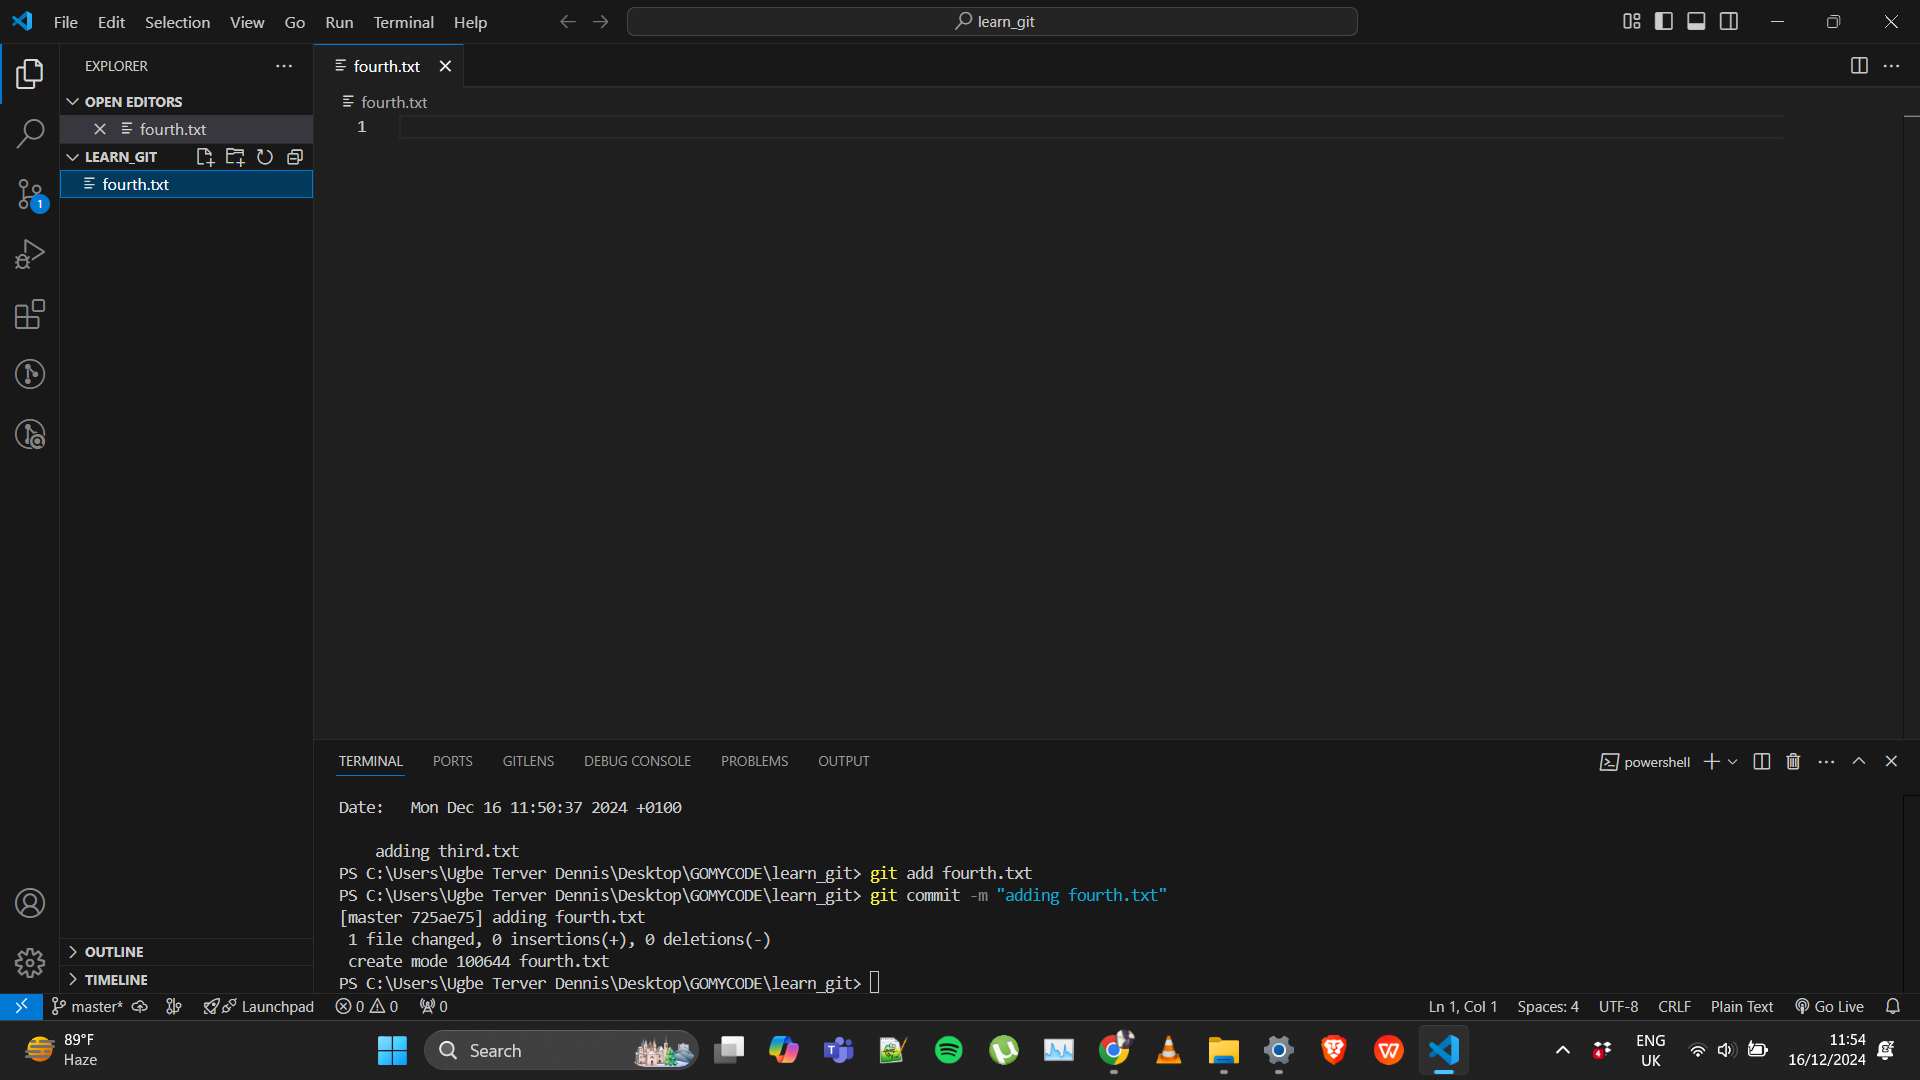 File Edit Selection View Go Run Terminal Help
learn_git
EXPLORER
OPEN EDITORS
fourth.txt
LEARN_GIT
fourth.txt
1
OUTLINE
TIMELINE
fourth.txt
fourth.txt
1
TERMINAL PORTS GITLENS DEBUG CONSOLE PROBLEMS OUTPUT
powershell
Date:   Mon Dec 16 11:50:37 2024 +0100
adding third.txt
PS C:\Users\Ugbe Terver Dennis\Desktop\GOMYCODE\learn_git> git add fourth.txt
PS C:\Users\Ugbe Terver Dennis\Desktop\GOMYCODE\learn_git> git commit -m "adding fourth.txt"
[master 725ae75] adding fourth.txt
1 file changed, 0 insertions(+), 0 deletions(-)
create mode 100644 fourth.txt
PS C:\Users\Ugbe Terver Dennis\Desktop\GOMYCODE\learn_git>
master* Launchpad 0 0 0
Ln 1, Col 1 Spaces: 4 UTF-8 CRLF Plain Text Go Live
89°F
Haze
Search
4
ENG
UK
11:54
16/12/2024